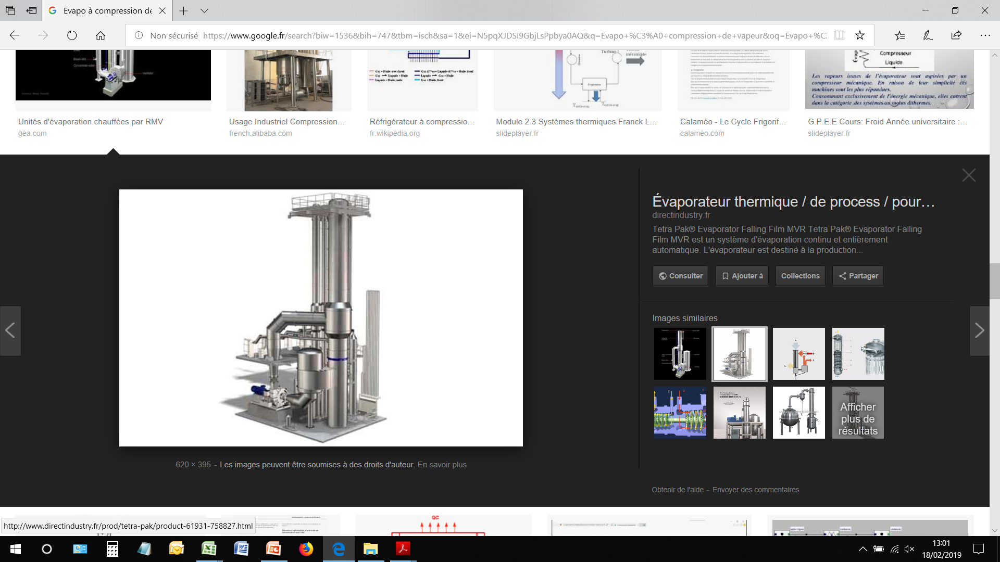 Evapo à compression de
Non sécurisé https://www.google.fr/search?biw=1536&bih=747&tbm=isch&sa=1&ei=N5pqXJDSI9GbjLsPpbya0AQ&q=Evapo+%C3%A0+compression+de+vapeur&oq=Evapo+%C3
Turbine
mécanique
Evaporateur
Compresseur
Liquide
Les vapeurs issues de l'évaporateur sont aspirées par un
compresseur mécanique. En raison de leur simplicité ces
machines sont les plus répandues.
Consommant exclusivement de l'énergie mécanique, elles entrent
dans la catégorie des systèmes au moins dithermes.
Unités d'évaporation chauffées par RMV
gea.com
Usage Industriel Compression...
french.alibaba.com
Réfrigérateur à compressio...
fr.wikipedia.org
Module 2.3 Systèmes thermiques Franck L...
slideplayer.fr
Calaméo - Le Cycle Frigorif...
calameo.com
G.P.E.E Cours: Froid Année universitaire :...
slideplayer.fr
Évaporateur thermique / de process / pour...
directindustry.fr
Tetra Pak® Evaporator Falling Film MVR Tetra Pak® Evaporator Falling
Film MVR est un système d'évaporation continu et entièrement
automatique. L'évaporateur est destiné à la production...
Consulter
Ajouter à
Collections
Partager
Images similaires
Afficher
plus de
résultats
620 × 395 - Les images peuvent être soumises à des droits d'auteur. En savoir plus
Obtenir de l'aide - Envoyer des commentaires
QC
http://www.directindustry.fr/prod/tetra-pak/product-61931-758827.html
13:01
18/02/2019